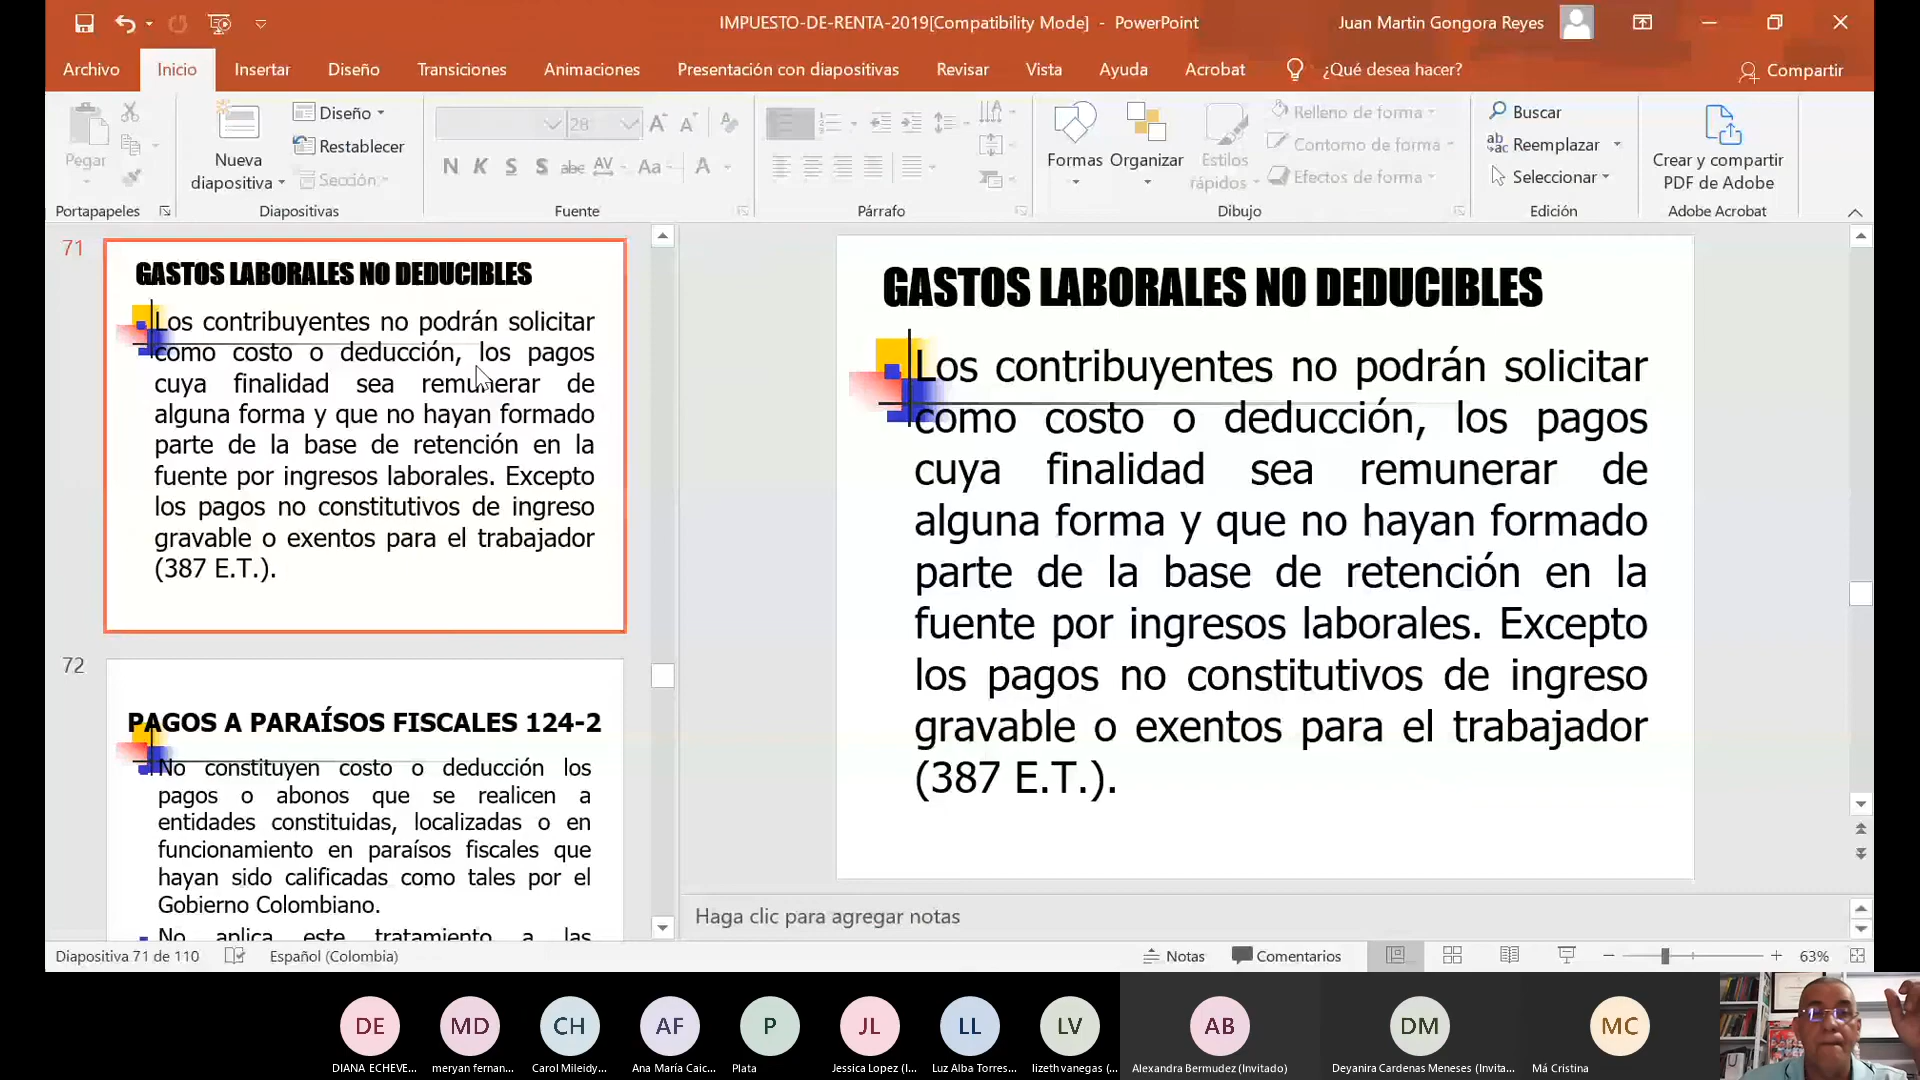 IMPUESTO-DE-RENTA-2019[Compatibility Mode] - PowerPoint
Juan Martin Gongora Reyes
Archivo Inicio Insertar Diseño Transiciones Animaciones Presentación con diapositivas Revisar Vista Ayuda Acrobat ¿Qué desea hacer? Compartir
Pegar
Portapapeles
Nueva
diapositiva
Diseño
Restablecer
Sección
Diapositivas
28
N K S S abc AV Aa A
Fuente
Párrafo
Formas
Organizar
Estilos
rápidos
Relleno de forma
Contorno de forma
Efectos de forma
Dibujo
Buscar
Reemplazar
Seleccionar
Edición
Crear y compartir
PDF de Adobe
Adobe Acrobat
71
GASTOS LABORALES NO DEDUCIBLES
Los contribuyentes no podrán solicitar
como costo o deducción, los pagos
cuya finalidad sea remunerar de
alguna forma y que no hayan formado
parte de la base de retención en la
fuente por ingresos laborales. Excepto
los pagos no constitutivos de ingreso
gravable o exentos para el trabajador
(387 E.T.).
72
PAGOS A PARAÍSOS FISCALES 124-2
No constituyen costo o deducción los
pagos o abonos que se realicen a
entidades constituidas, localizadas o en
funcionamiento en paraísos fiscales que
hayan sido calificadas como tales por el
Gobierno Colombiano.
No aplica este tratamiento a las
GASTOS LABORALES NO DEDUCIBLES
Los contribuyentes no podrán solicitar
como costo o deducción, los pagos
cuya finalidad sea remunerar de
alguna forma y que no hayan formado
parte de la base de retención en la
fuente por ingresos laborales. Excepto
los pagos no constitutivos de ingreso
gravable o exentos para el trabajador
(387 E.T.).
Haga clic para agregar notas
Diapositiva 71 de 110 Español (Colombia) Notas Comentarios 63%
DE MD CH AF P JL LL LV AB DM MC
DIANA ECHEVE... meryan fernan... Carol Mileidy... Ana María Caic... Plata Jessica Lopez (I... Luz Alba Torres... lizeth vanegas (... Alexandra Bermudez (Invitado) Deyanira Cardenas Meneses (Invita... Má Cristina